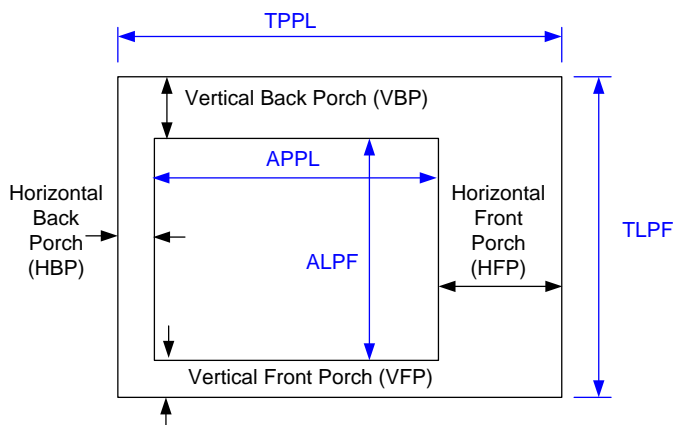 TPPL
Vertical Back Porch (VBP)
APPL
Horizontal
Back
Porch
(HBP)
Horizontal
Front
Porch
(HFP)
TLPF
ALPF
Vertical Front Porch (VFP)